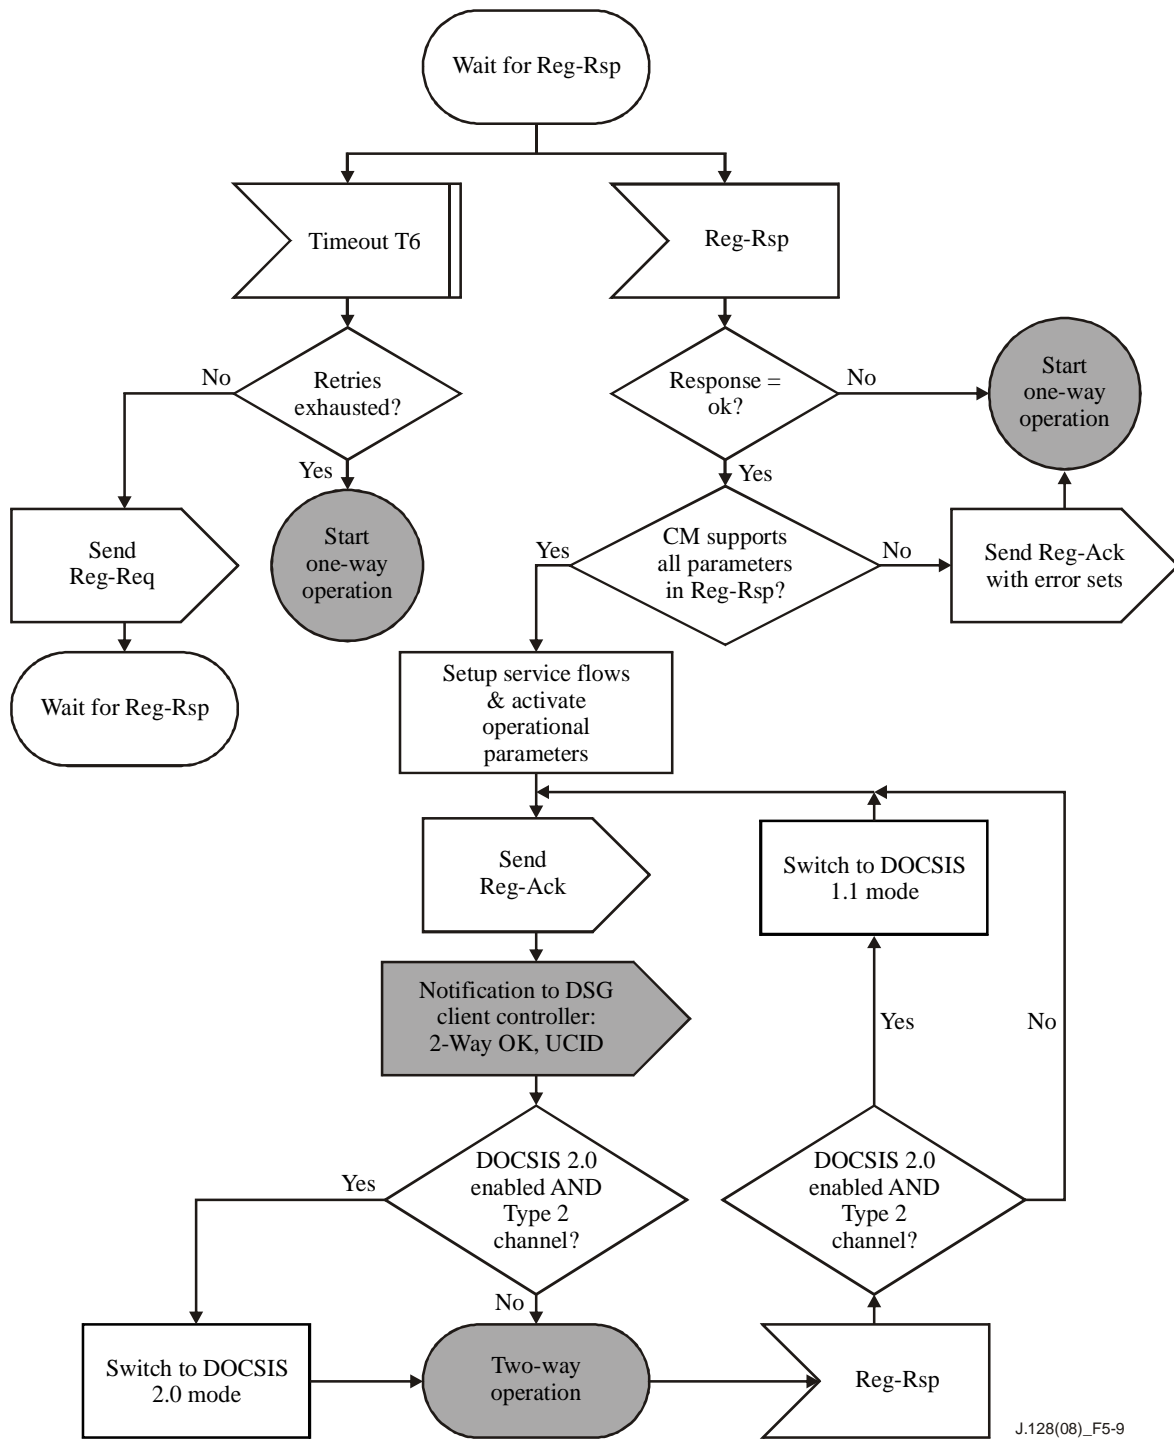 Wait for Reg-Rsp
Timeout T6
Reg-Rsp
No
Retries
exhausted?
Yes
Response =
ok?
No
Yes
Start
one-way
operation
Send
Reg-Req
Start
one-way
operation
Yes
CM supports
all parameters
in Reg-Rsp?
No
Send Reg-Ack
with error sets
Wait for Reg-Rsp
Setup service flows
& activate
operational
parameters
Send
Reg-Ack
Switch to DOCSIS
1.1 mode
Notification to DSG
client controller:
2-Way OK, UCID
Yes
No
Yes
DOCSIS 2.0
enabled AND
Type 2
channel?
No
DOCSIS 2.0
enabled AND
Type 2
channel?
Switch to DOCSIS
2.0 mode
Two-way
operation
Reg-Rsp
J.128(08)_F5-9